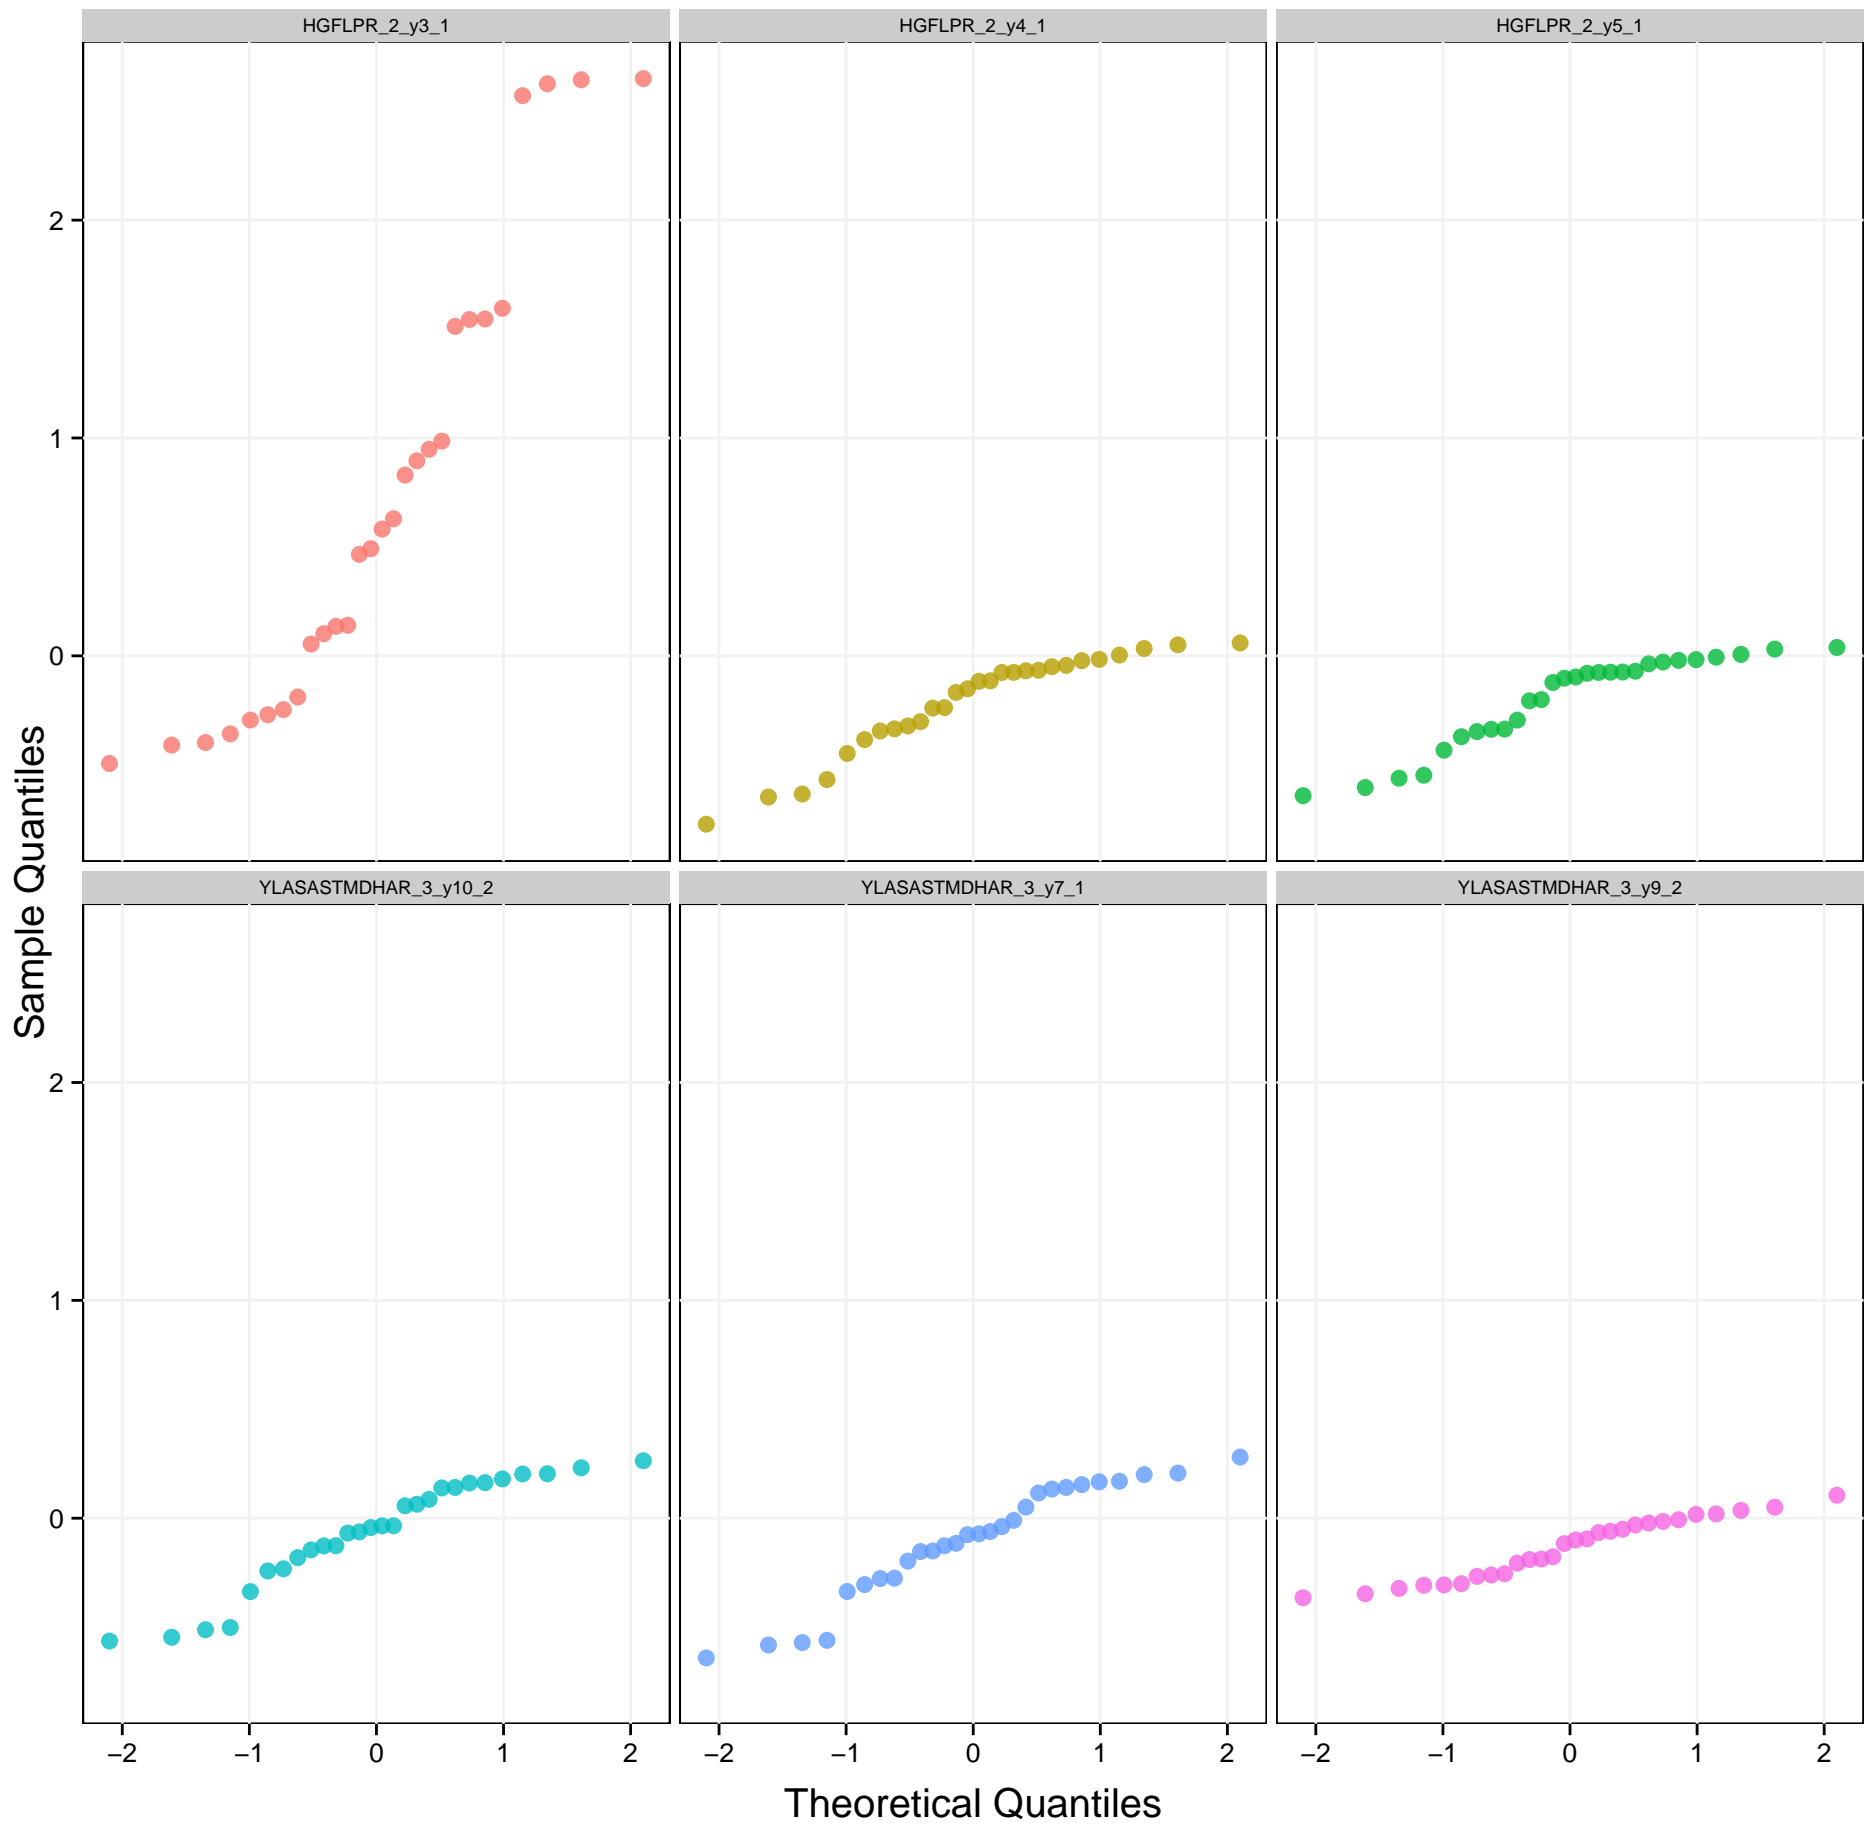 HGFLPR_2_y3_1 HGFLPR_2_y4_1 HGFLPR_2_y5_1
2
1
0
YLASASTMDHAR_3_y10_2 YLASASTMDHAR_3_y7_1 YLASASTMDHAR_3_y9_2
2
1
0
−2 −1 0 1 2 −2 −1 0 1 2 −2 −1 0 1 2
Theoretical Quantiles
Sample Quantiles